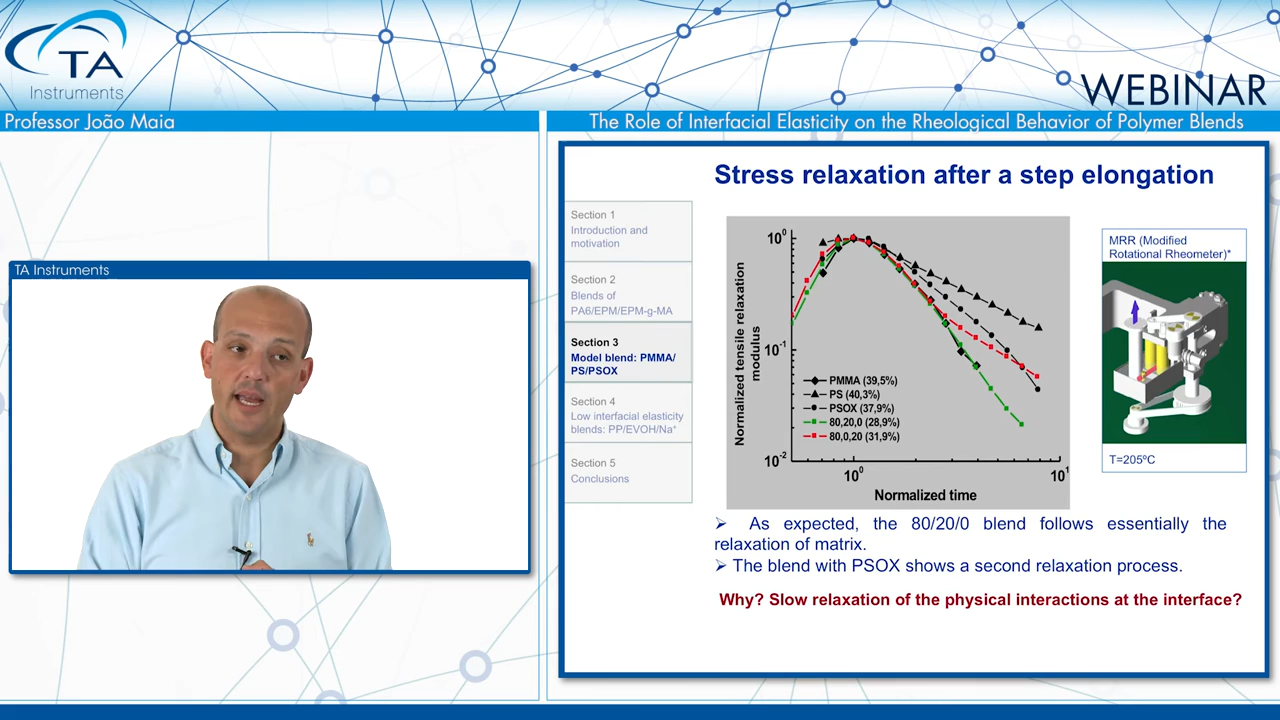 TA
Instruments
WEBINAR
Professor João Maia
The Role of Interfacial Elasticity on the Rheological Behavior of Polymer Blends
TA Instruments
Stress relaxation after a step elongation
Section 1
Introduction and
motivation
Section 2
Blends of
PA6/EPM/EPM-g-MA
Section 3
Model blend: PMMA/
PS/PSOX
Section 4
Low interfacial elasticity
blends: PP/EVOH/Na⁺
Section 5
Conclusions
Normalized tensile relaxation
modulus
10⁰
10⁻¹
10⁻²
PMMA (39,5%)
PS (40,3%)
PSOX (37,9%)
80,20,0 (28,9%)
80,0,20 (31,9%)
10⁰
10¹
Normalized time
MRR (Modified
Rotational Rheometer)*
T=205ºC
➢ As expected, the 80/20/0 blend follows essentially the
relaxation of matrix.
➢ The blend with PSOX shows a second relaxation process.
Why? Slow relaxation of the physical interactions at the interface?